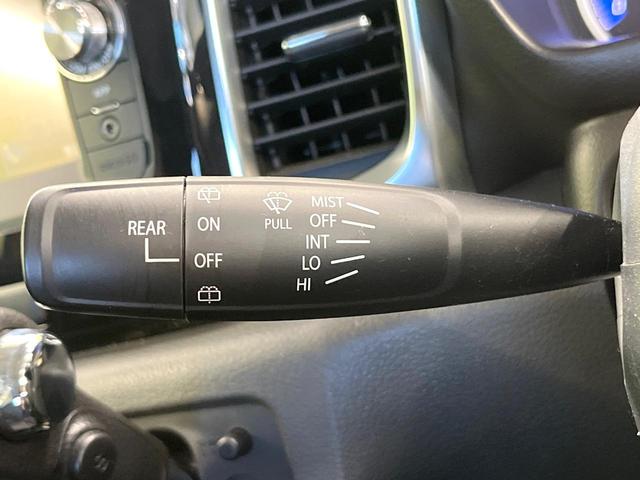 REAR
ON
OFF
PULL
MIST
OFF
INT
LO
HI